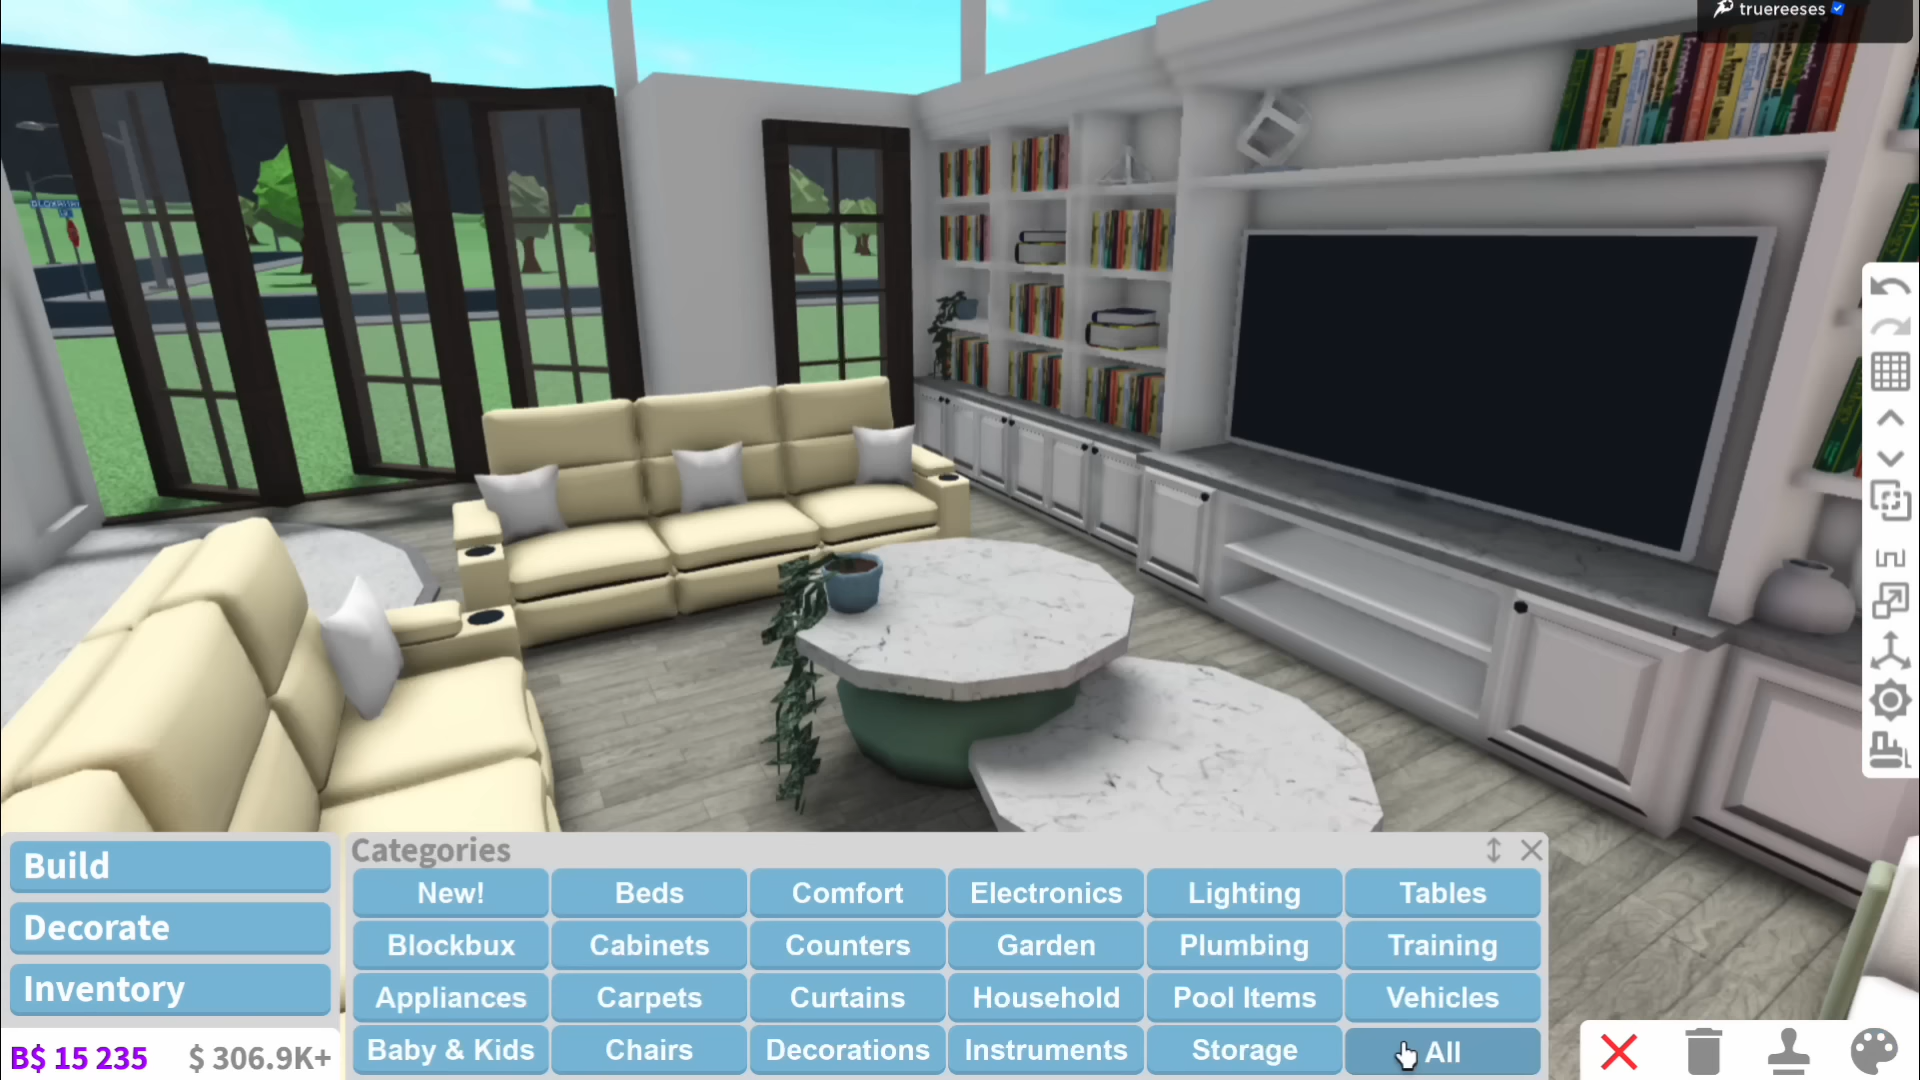 truereeses
Build
Decorate
Inventory
B$ 15 235
$ 306.9K+
Categories
New!
Beds
Comfort
Electronics
Lighting
Tables
Blockbux
Cabinets
Counters
Garden
Plumbing
Training
Appliances
Carpets
Curtains
Household
Pool Items
Vehicles
Baby & Kids
Chairs
Decorations
Instruments
Storage
All